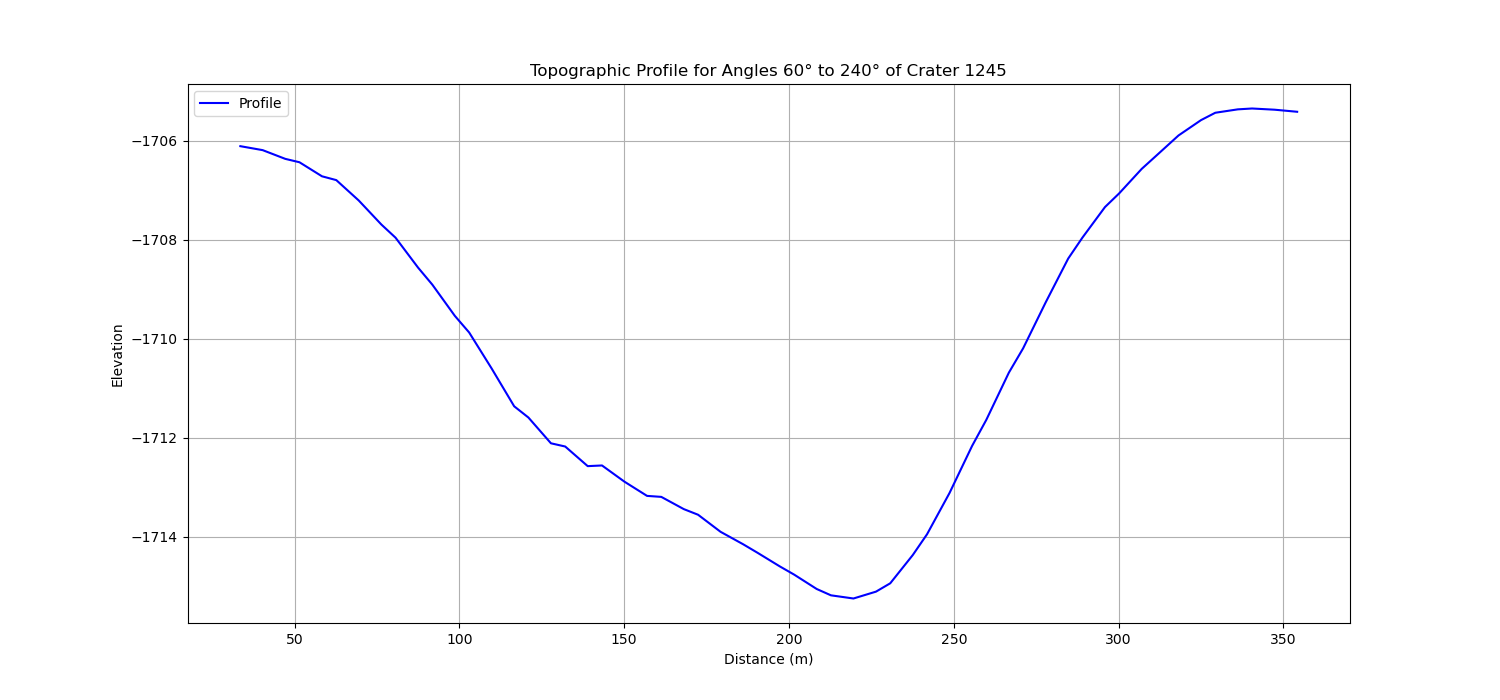 Topographic Profile for Angles 60° to 240° of Crater 1245
Profile
−1706
−1708
−1710
−1712
−1714
Elevation
50 100 150 200 250 300 350
Distance (m)